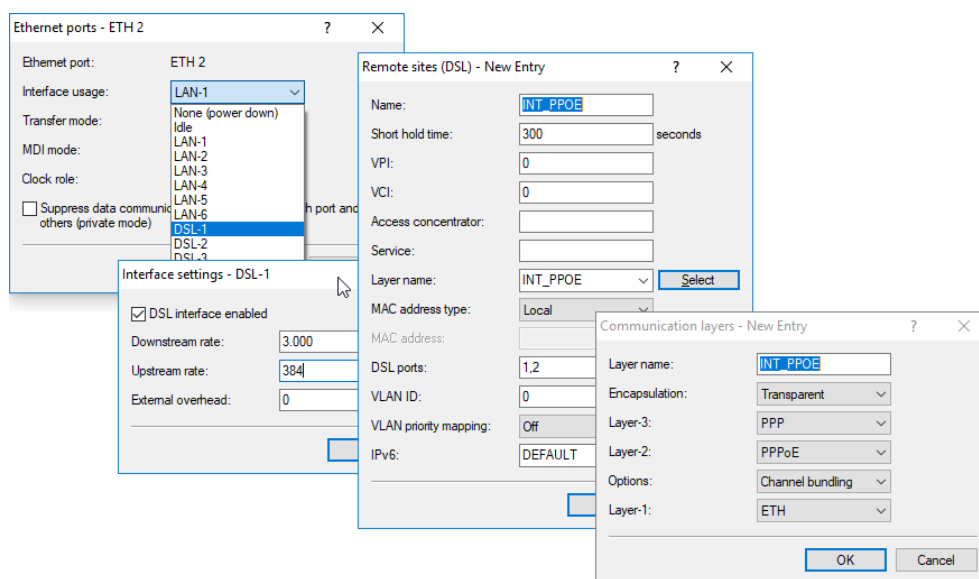 Ethernet ports - ETH 2 ? ×
Ethernet port: ETH 2
Interface usage: LAN-1
None (power down)
Idle
LAN-1
LAN-2
LAN-3
LAN-4
LAN-5
LAN-6
DSL-1
DSL-2
DSL-3
Transfer mode:
MDI mode:
Clock role:
Suppress data communic h port and
others (private mode)
Interface settings - DSL-1
DSL interface enabled
Downstream rate: 3.000
Upstream rate: 384
External overhead: 0
Remote sites (DSL) - New Entry ? ×
Name: INT_PPOE
Short hold time: 300 seconds
VPI: 0
VCI: 0
Access concentrator:
Service:
Layer name: INT_PPOE Select
MAC address type: Local
MAC address:
DSL ports: 1,2
VLAN ID: 0
VLAN priority mapping: Off
IPv6: DEFAULT
Communication layers - New Entry ? ×
Layer name: INT_PPOE
Encapsulation: Transparent
Layer-3: PPP
Layer-2: PPPoE
Options: Channel bundling
Layer-1: ETH
OK Cancel